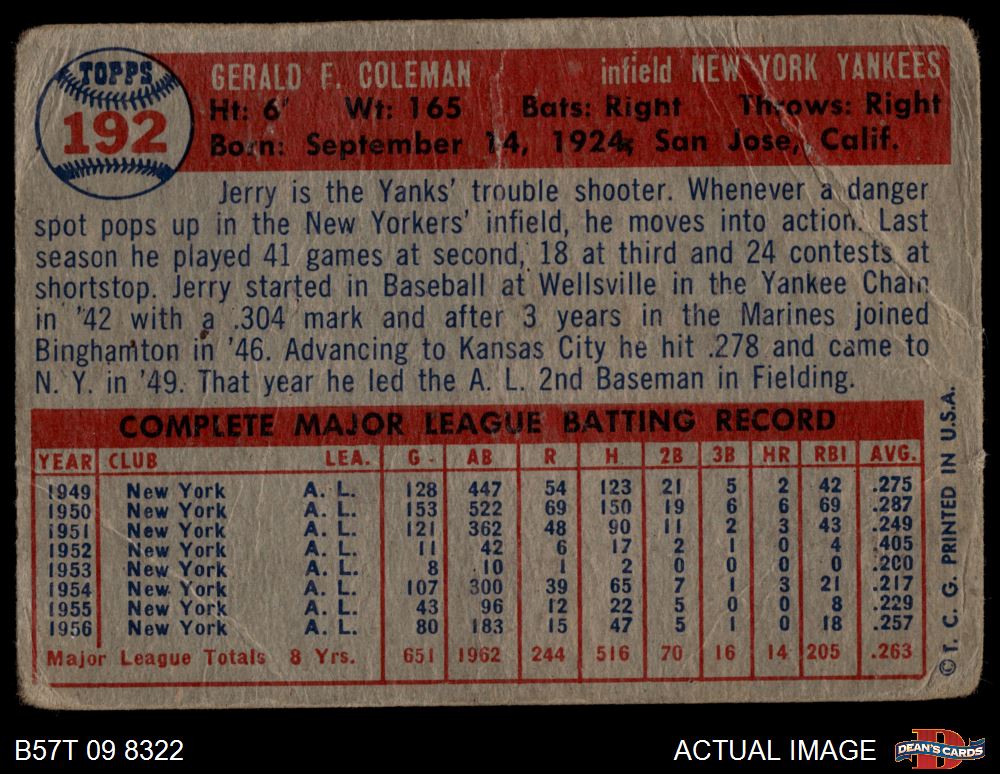 TOPPS
192
GERALD F. COLEMAN infield NEW YORK YANKEES
Ht: 6' Wt: 165 Bats: Right Throws: Right
Born: September 14, 1924; San Jose, Calif.
Jerry is the Yanks' trouble shooter. Whenever a danger
spot pops up in the New Yorkers' infield, he moves into action. Last
season he played 41 games at second, 18 at third and 24 contests at
shortstop. Jerry started in Baseball at Wellsville in the Yankee Chain
in '42 with a .304 mark and after 3 years in the Marines joined
Binghamton in '46. Advancing to Kansas City he hit .278 and came to
N. Y. in '49. That year he led the A. L. 2nd Baseman in Fielding.
COMPLETE MAJOR LEAGUE BATTING RECORD
YEAR CLUB LEA. G AB R H 2B 3B HR RBI AVG.
1949 New York A. L. 128 447 54 123 21 5 2 42 .275
1950 New York A. L. 153 522 69 150 19 6 6 69 .287
1951 New York A. L. 121 362 48 90 11 2 3 43 .249
1952 New York A. L. 11 42 6 17 2 1 0 4 .405
1953 New York A. L. 8 10 1 2 0 0 0 0 .200
1954 New York A. L. 107 300 39 65 7 1 3 21 .217
1955 New York A. L. 43 96 12 22 5 0 0 8 .229
1956 New York A. L. 80 183 15 47 5 1 0 18 .257
Major League Totals 8 Yrs. 651 1962 244 516 70 16 14 205 .263
© T. C. G. PRINTED IN U.S.A.
B57T 09 8322
ACTUAL IMAGE
D
DEAN'S CARDS